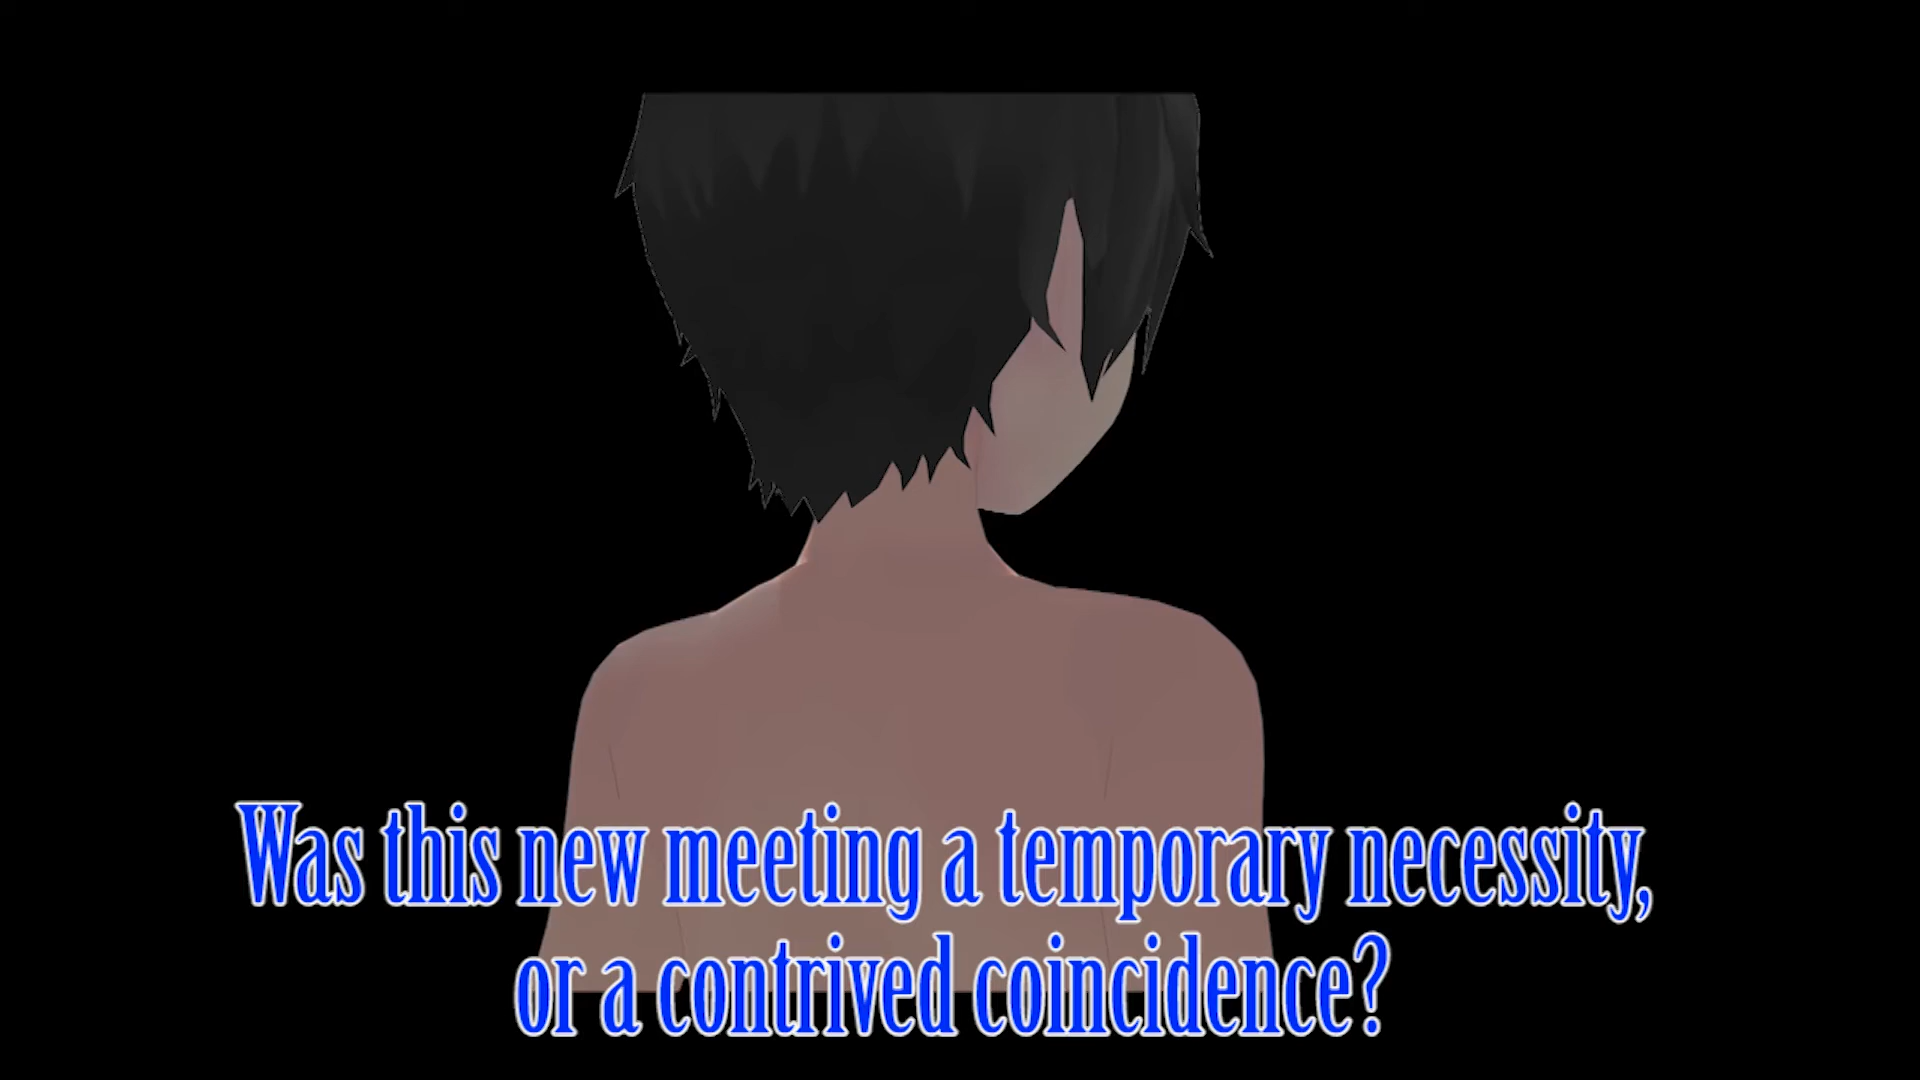 Was this new meeting a temporary necessity,
or a contrived coincidence?